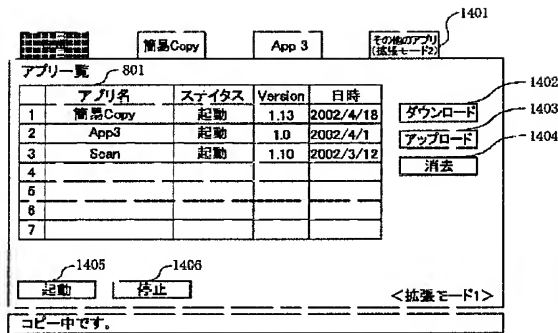 1401
簡易Copy
App 3
その他のアプリ
(拡張モード2)
アプリ一覧
801
アプリ名 ステイタス Version 日時
1 簡易Copy 起動 1.13 2002/4/18
2 App3 起動 1.0 2002/4/1
3 Scan 起動 1.10 2002/3/12
4
5
6
7
ダウンロード 1402
アップロード 1403
消去 1404
1405
起動
1406
停止
<拡張モード1>
コピー中です。